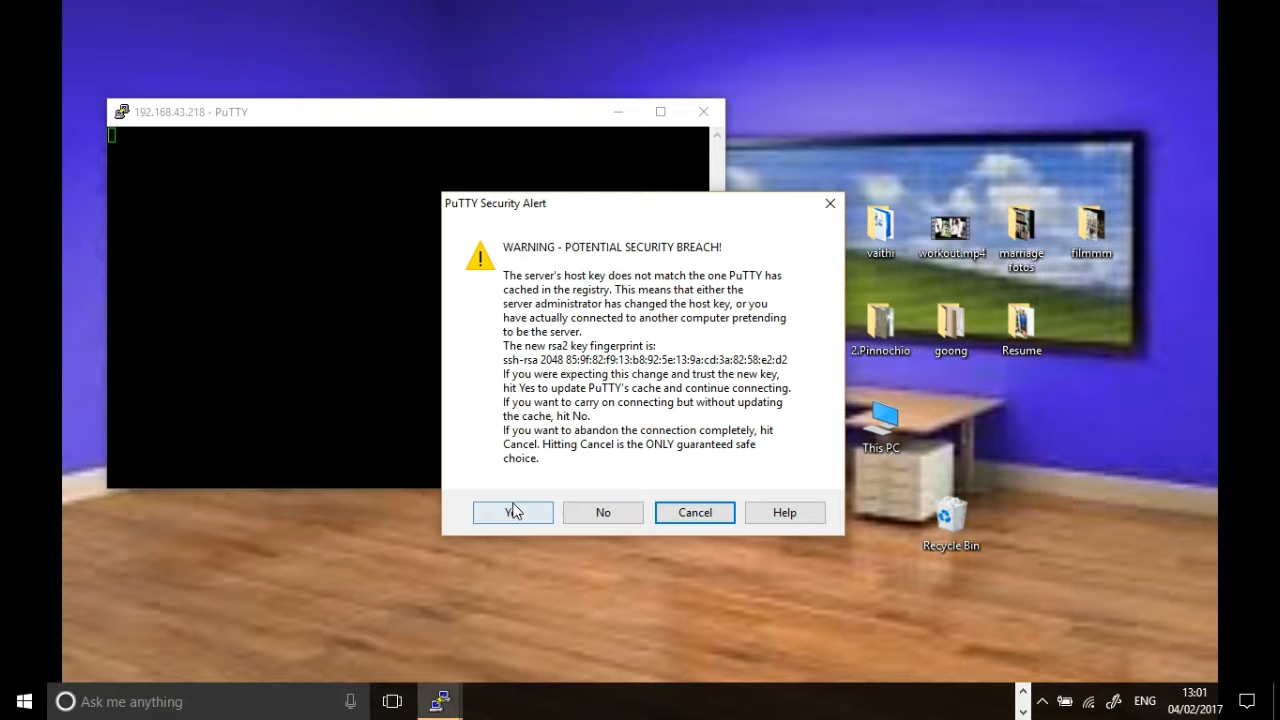 192.168.43.218 - PuTTY
PuTTY Security Alert
WARNING - POTENTIAL SECURITY BREACH!
The server's host key does not match the one PuTTY has
cached in the registry. This means that either the
server administrator has changed the host key, or you
have actually connected to another computer pretending
to be the server.
The new rsa2 key fingerprint is:
ssh-rsa 2048 85:9f:82:f9:13:b8:92:5e:13:9a:cd:3a:82:58:e2:d2
If you were expecting this change and trust the new key,
hit Yes to update PuTTY's cache and continue connecting.
If you want to carry on connecting but without updating
the cache, hit No.
If you want to abandon the connection completely, hit
Cancel. Hitting Cancel is the ONLY guaranteed safe
choice.
No
Cancel
Help
vaithi
workout.mp4
marriage
fotos
filmmm
2.Pinnochio
goong
Resume
This PC
Recycle Bin
Ask me anything
ENG
13:01
04/02/2017